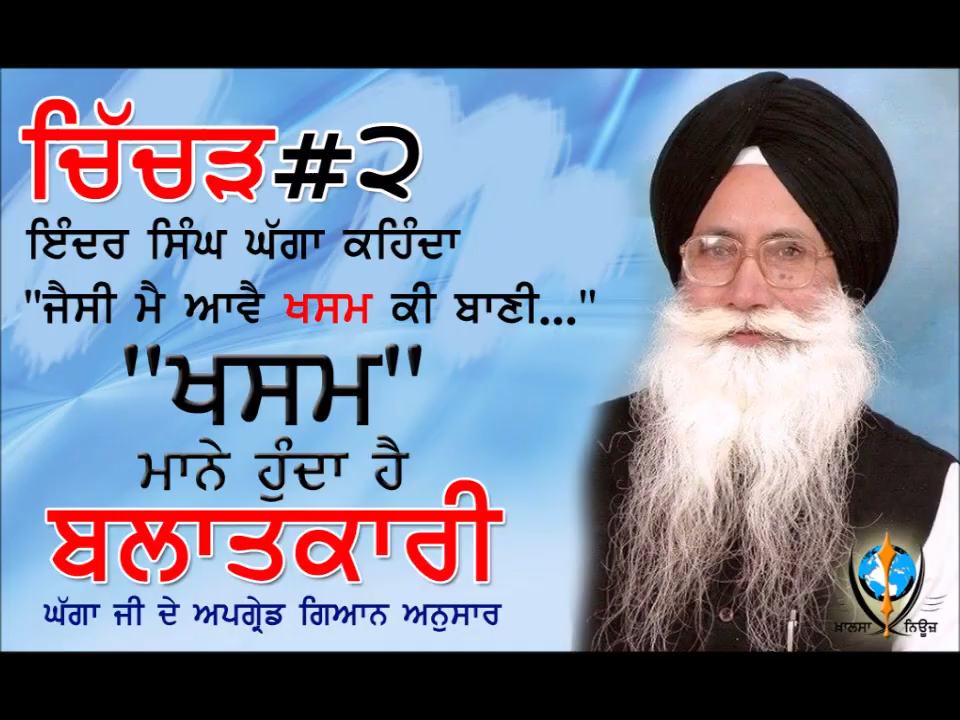 ਚਿੱਚੜ#੨
ਇੰਦਰ ਸਿੰਘ ਘੱਗਾ ਕਹਿੰਦਾ
"ਜੈਸੀ ਮੈ ਆਵੈ ਖਸਮ ਕੀ ਬਾਣੀ..."
"ਖਸਮ"
ਮਾਨੇ ਹੁੰਦਾ ਹੈ
ਬਲਾਤਕਾਰੀ
ਘੱਗਾ ਜੀ ਦੇ ਅਪਗ੍ਰੇਡ ਗਿਆਨ ਅਨੁਸਾਰ
ਖ਼ਾਲਸਾ ਨਿਊਜ਼